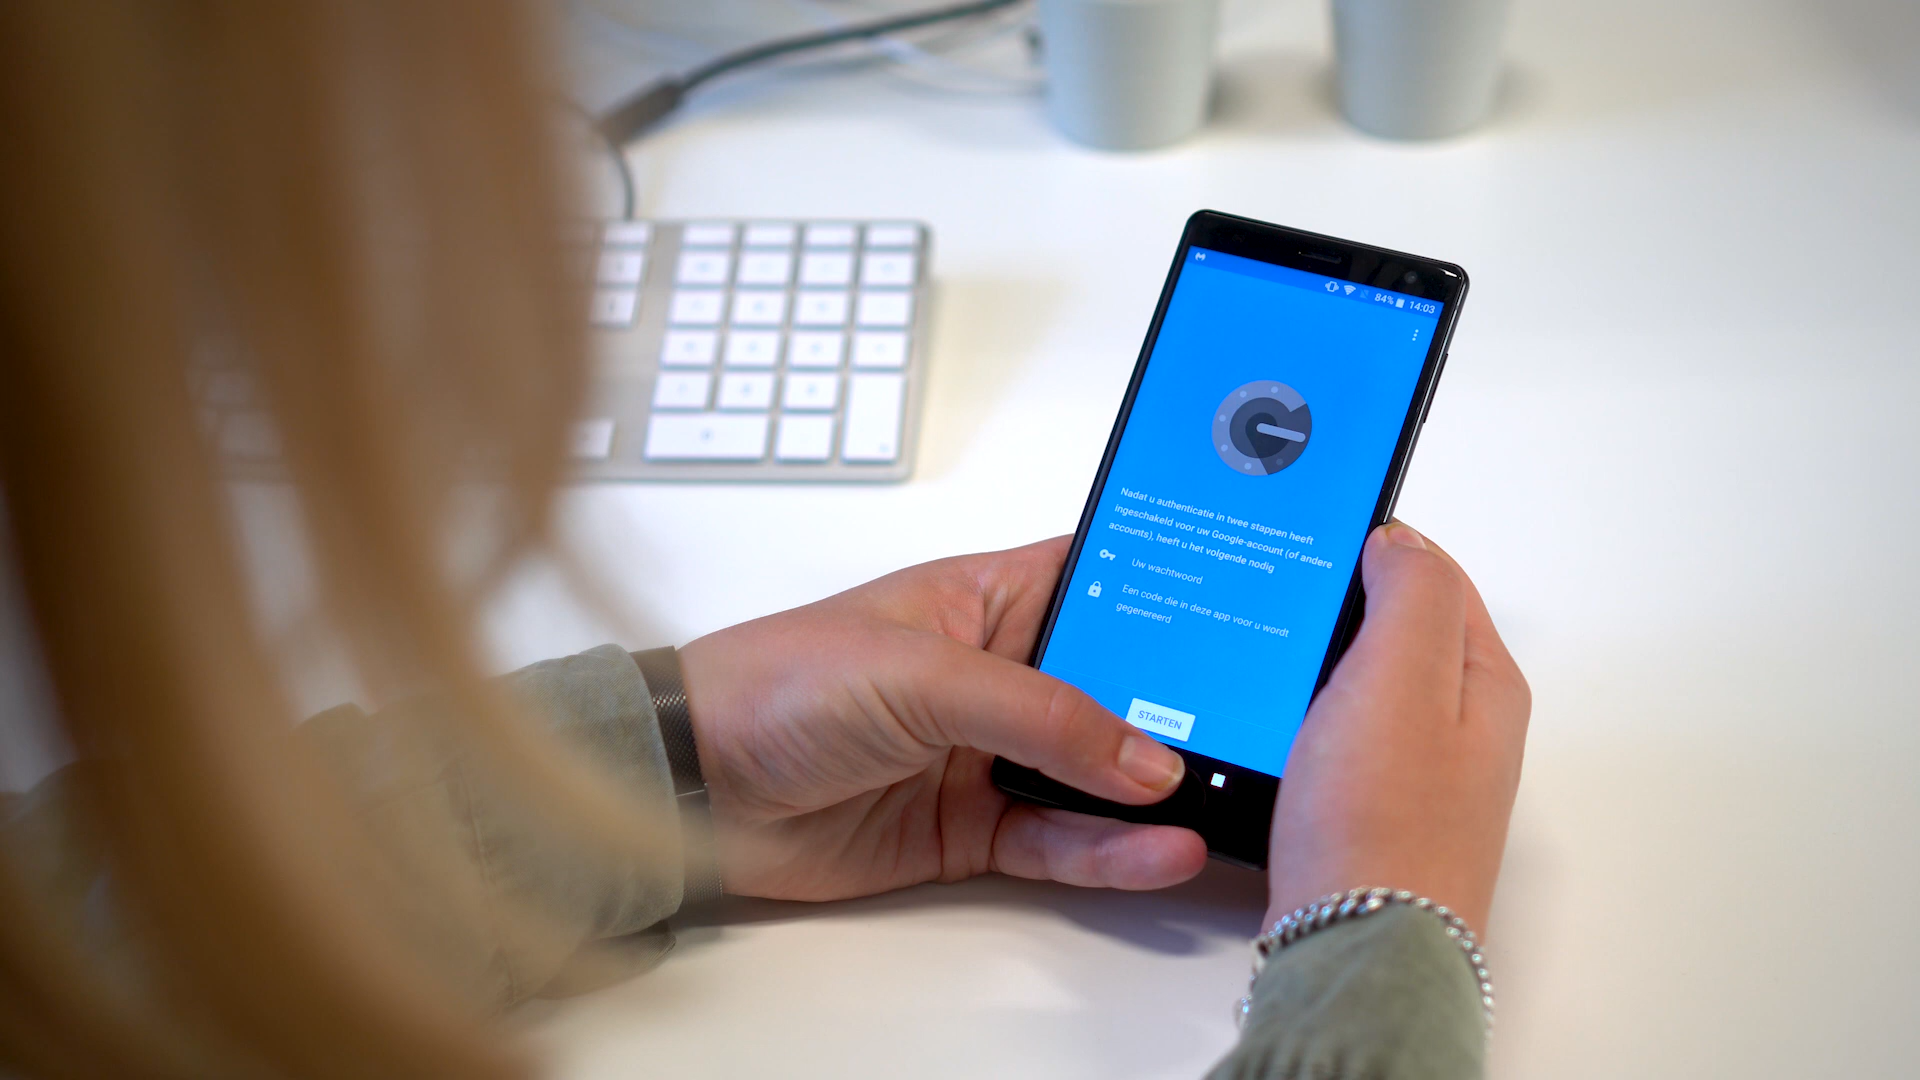 84% 14:03
Nadat u authenticatie in twee stappen heeft
ingeschakeld voor uw Google-account (of andere
accounts), heeft u het volgende nodig
Uw wachtwoord
Een code die in deze app voor u wordt
gegenereerd
STARTEN